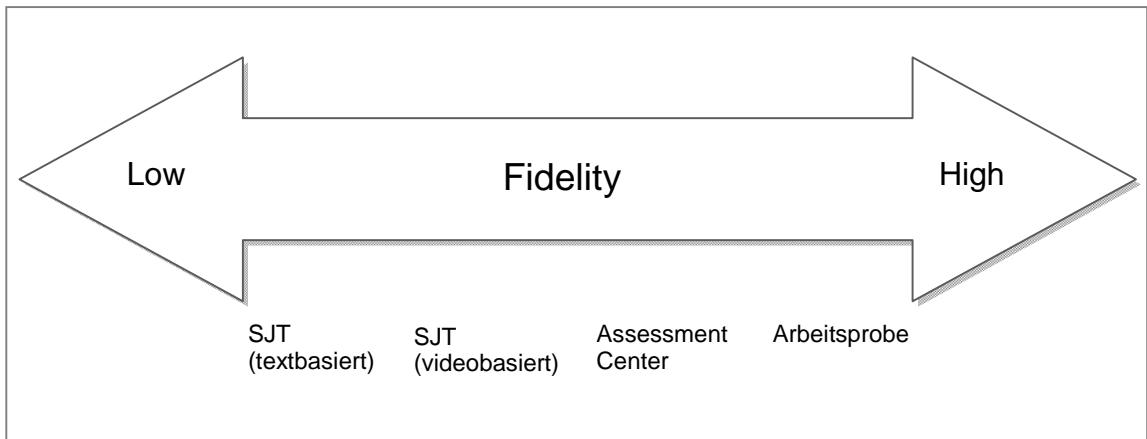 Low
Fidelity
High
SJT
(textbasiert)
SJT
(videobasiert)
Assessment
Center
Arbeitsprobe